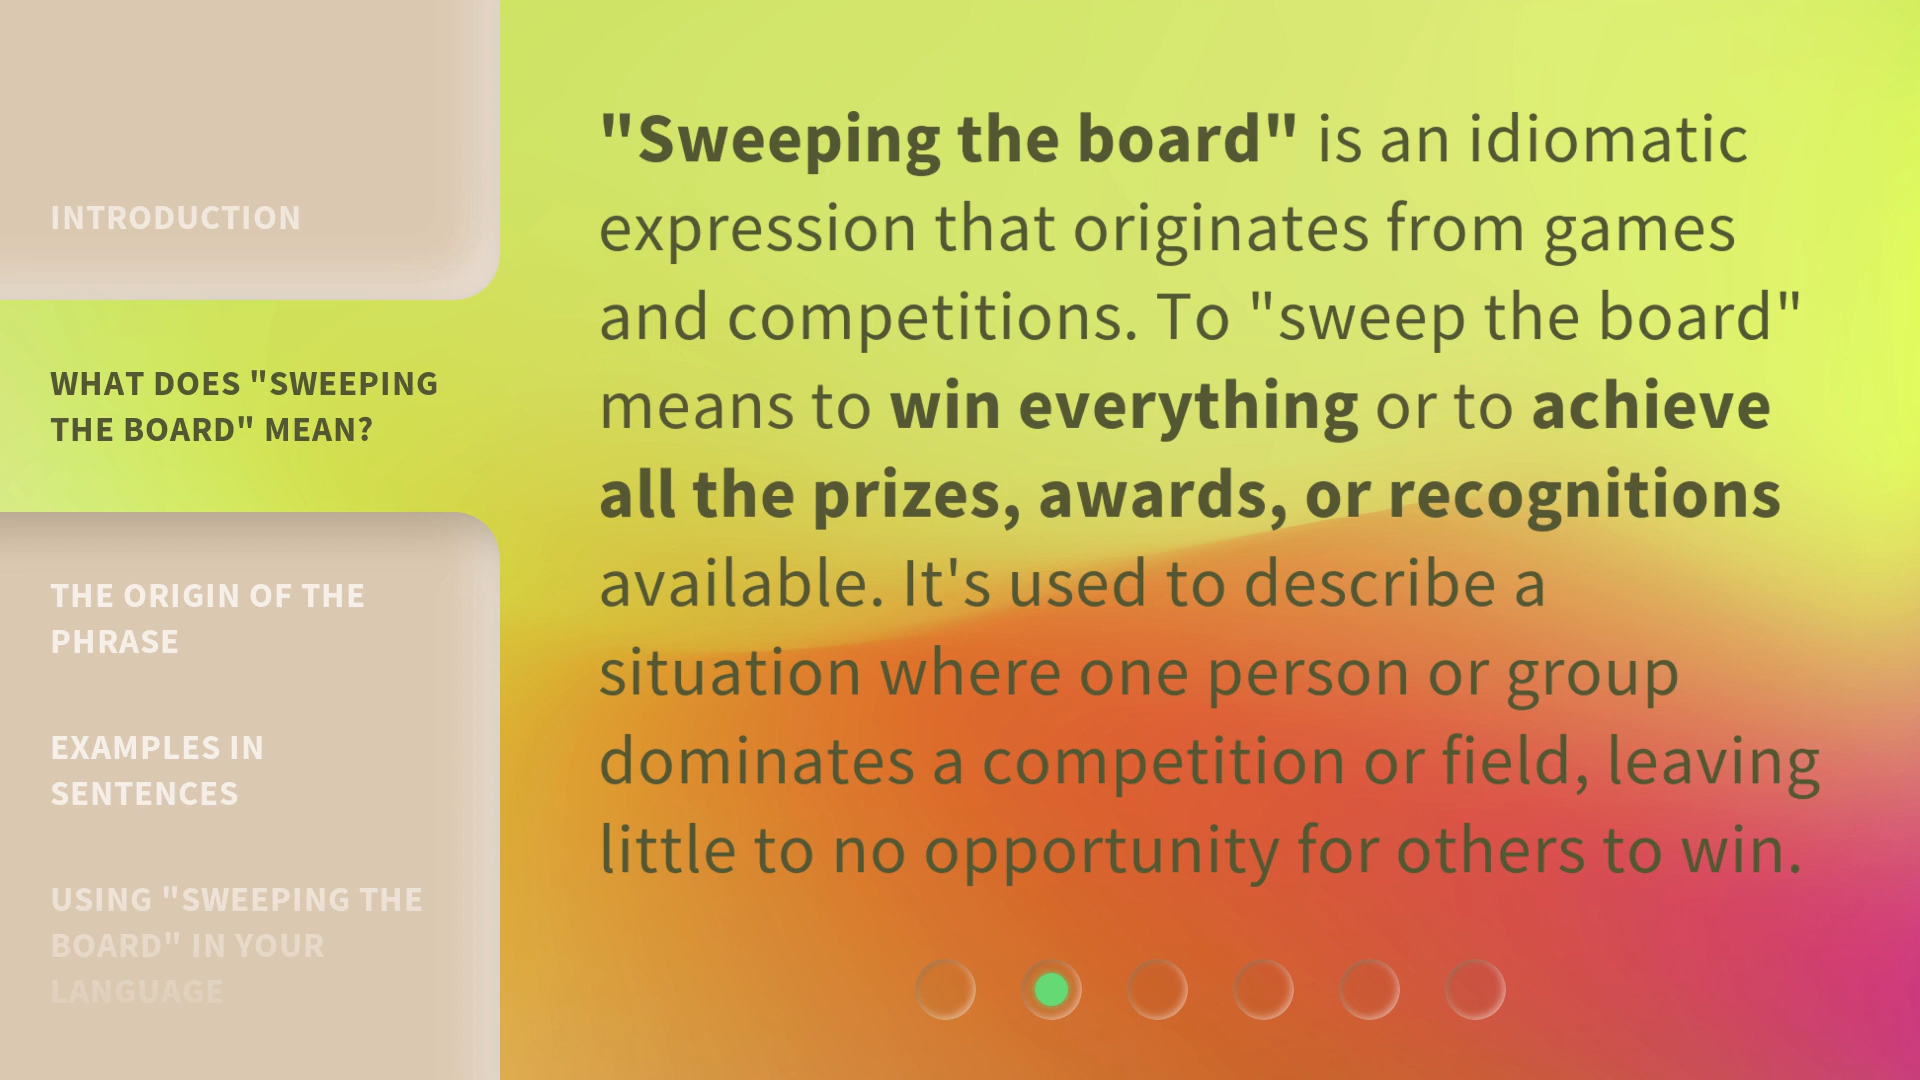 INTRODUCTION
WHAT DOES "SWEEPING
THE BOARD" MEAN?
THE ORIGIN OF THE
PHRASE
EXAMPLES IN
SENTENCES
USING "SWEEPING THE
BOARD" IN YOUR
LANGUAGE
"Sweeping the board" is an idiomatic
expression that originates from games
and competitions. To "sweep the board"
means to win everything or to achieve
all the prizes, awards, or recognitions
available. It's used to describe a
situation where one person or group
dominates a competition or field, leaving
little to no opportunity for others to win.